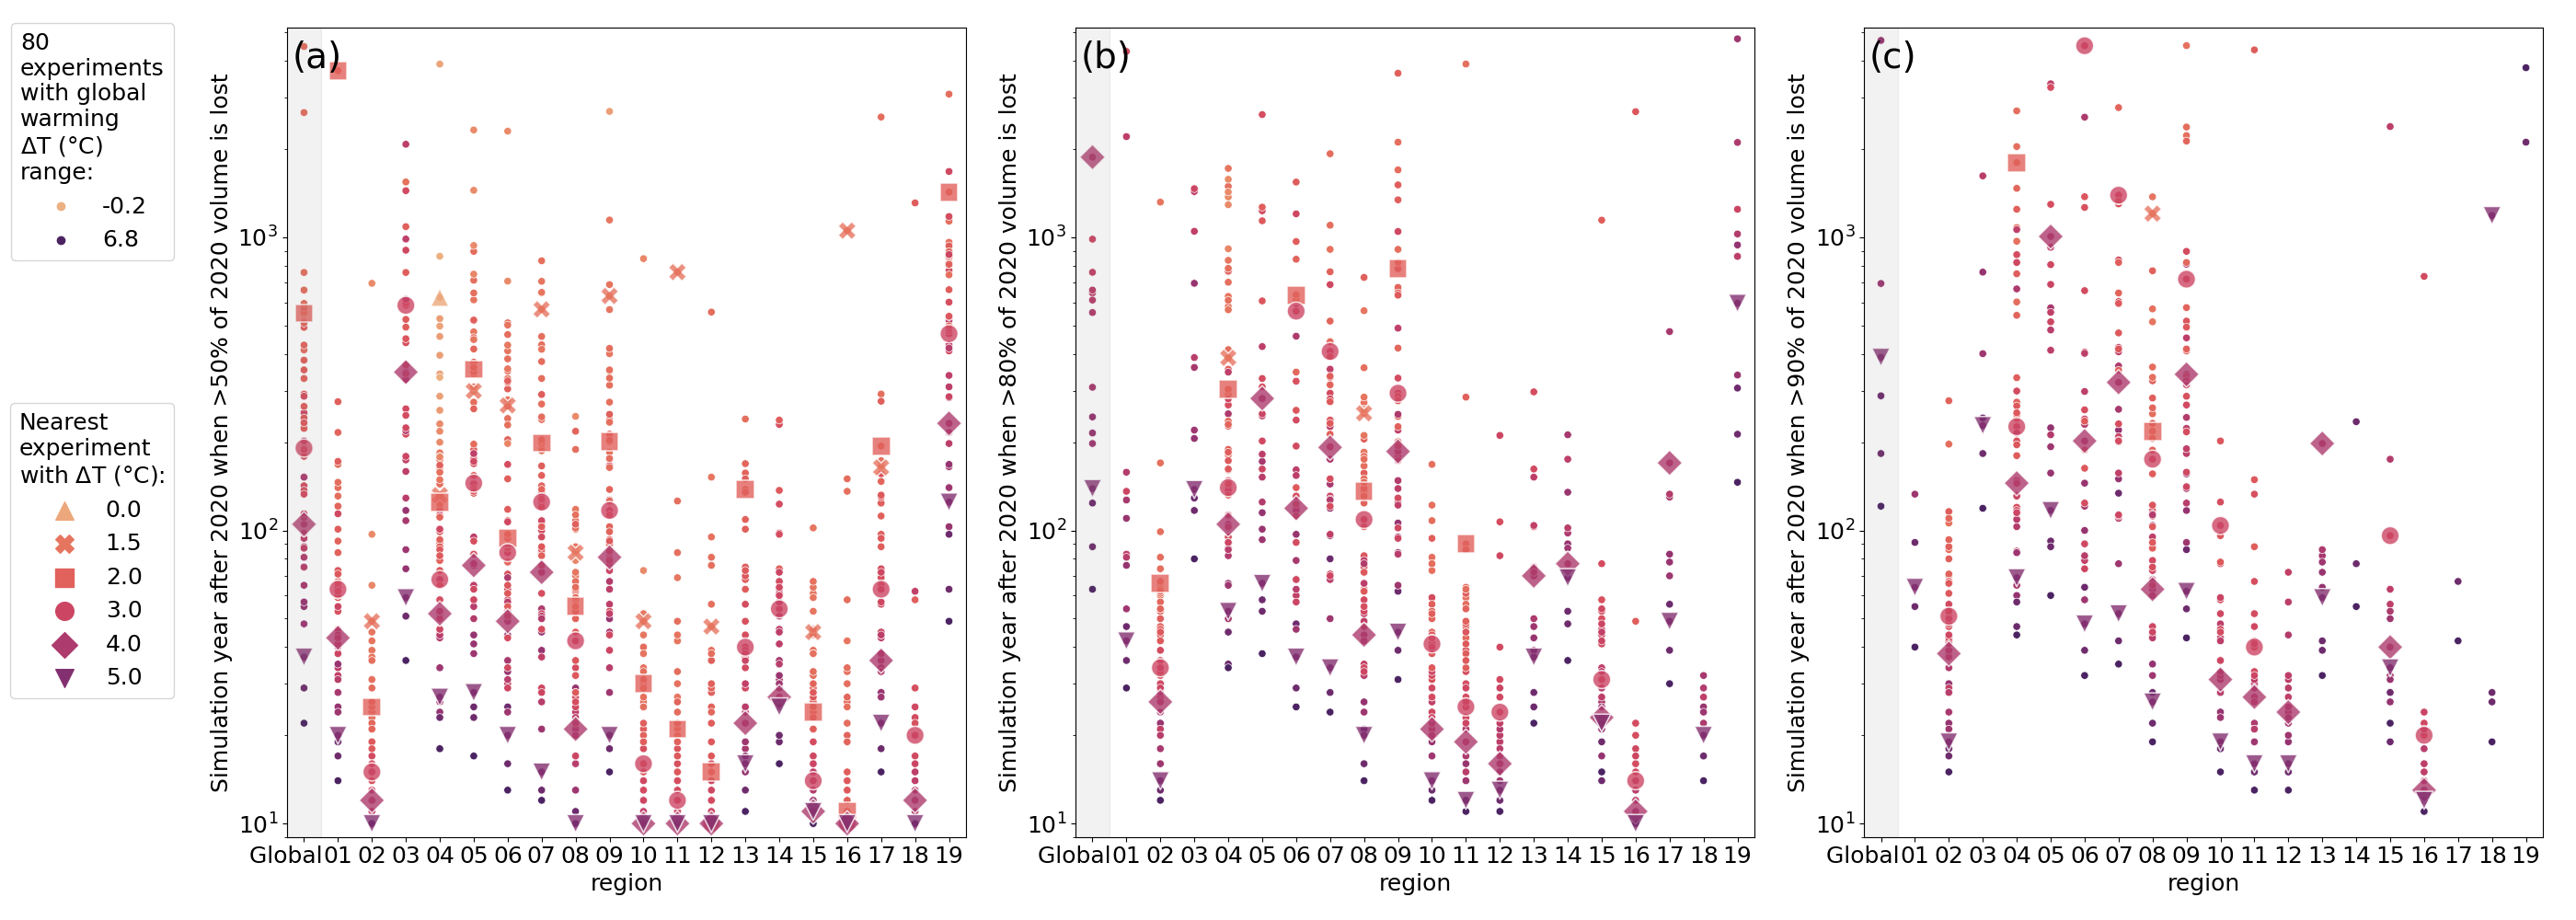 80
experiments
with global
warming
ΔT (°C)
range:
-0.2
6.8
Nearest
experiment
with ΔT (°C):
0.0
1.5
2.0
3.0
4.0
5.0
(a)
Simulation year after 2020 when >50% of 2020 volume is lost
10³
10²
10¹
Global 01 02 03 04 05 06 07 08 09 10 11 12 13 14 15 16 17 18 19
region
(b)
Simulation year after 2020 when >80% of 2020 volume is lost
10³
10²
10¹
Global 01 02 03 04 05 06 07 08 09 10 11 12 13 14 15 16 17 18 19
region
(c)
Simulation year after 2020 when >90% of 2020 volume is lost
10³
10²
10¹
Global 01 02 03 04 05 06 07 08 09 10 11 12 13 14 15 16 17 18 19
region